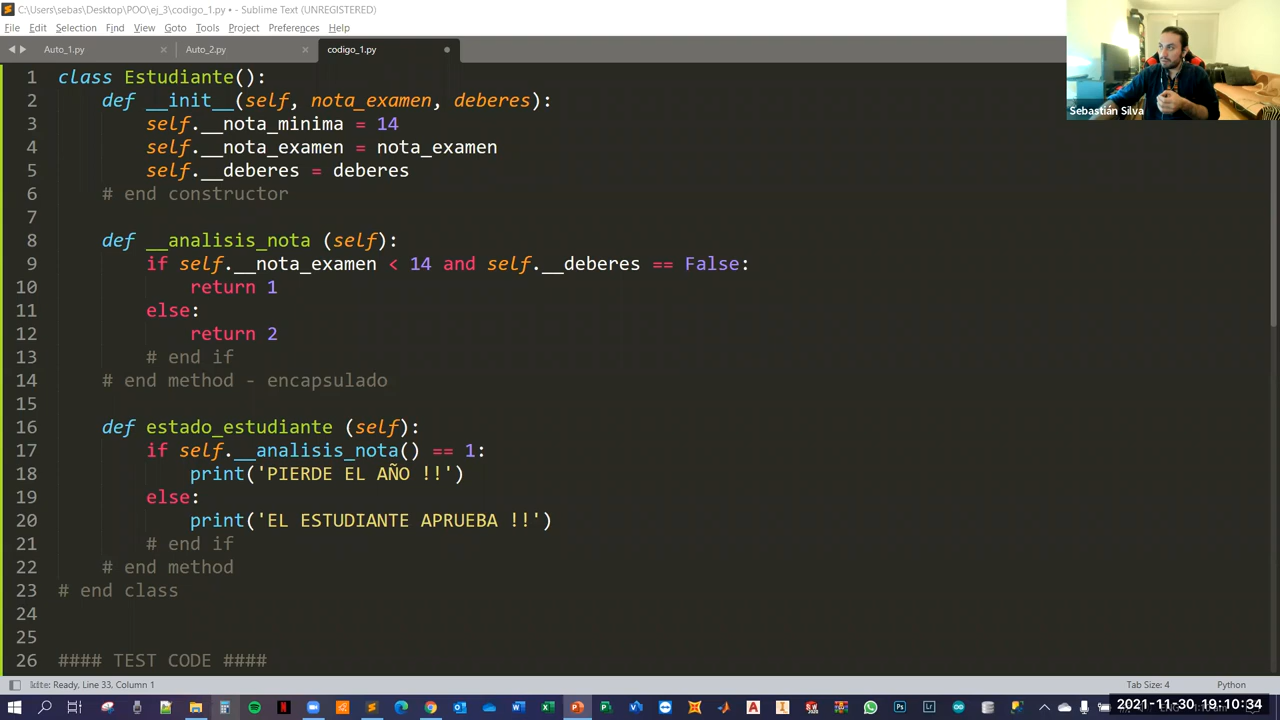 C:\Users\sebas\Desktop\POO\ej_3\codigo_1.py • - Sublime Text (UNREGISTERED)
File Edit Selection Find View Goto Tools Project Preferences Help
Auto_1.py Auto_2.py codigo_1.py
Sebastián Silva
1 class Estudiante():
2 def __init__(self, nota_examen, deberes):
3 self.__nota_minima = 14
4 self.__nota_examen = nota_examen
5 self.__deberes = deberes
6 # end constructor
7
8 def __analisis_nota (self):
9 if self.__nota_examen < 14 and self.__deberes == False:
10 return 1
11 else:
12 return 2
13 # end if
14 # end method - encapsulado
15
16 def estado_estudiante (self):
17 if self.__analisis_nota() == 1:
18 print('PIERDE EL AÑO !!')
19 else:
20 print('EL ESTUDIANTE APRUEBA !!')
21 # end if
22 # end method
23 # end class
24
25
26 #### TEST CODE ####
Ready, Line 33, Column 1 Tab Size: 4 Python
2021-11-30 19:10:34